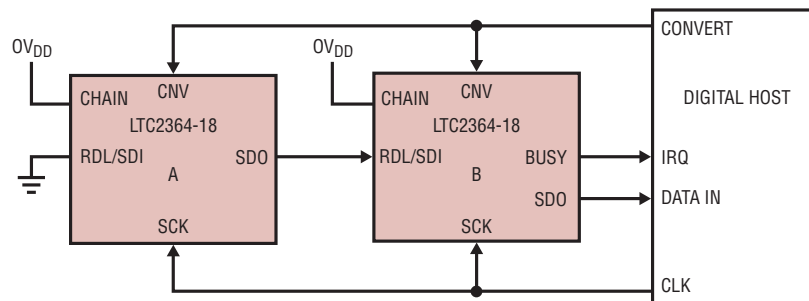 CONVERT
OVDD
OVDD
CHAIN
CNV
LTC2364-18
RDL/SDI
SDO
A
SCK
CHAIN
CNV
LTC2364-18
RDL/SDI
BUSY
B
SDO
SCK
DIGITAL HOST
IRQ
DATA IN
CLK